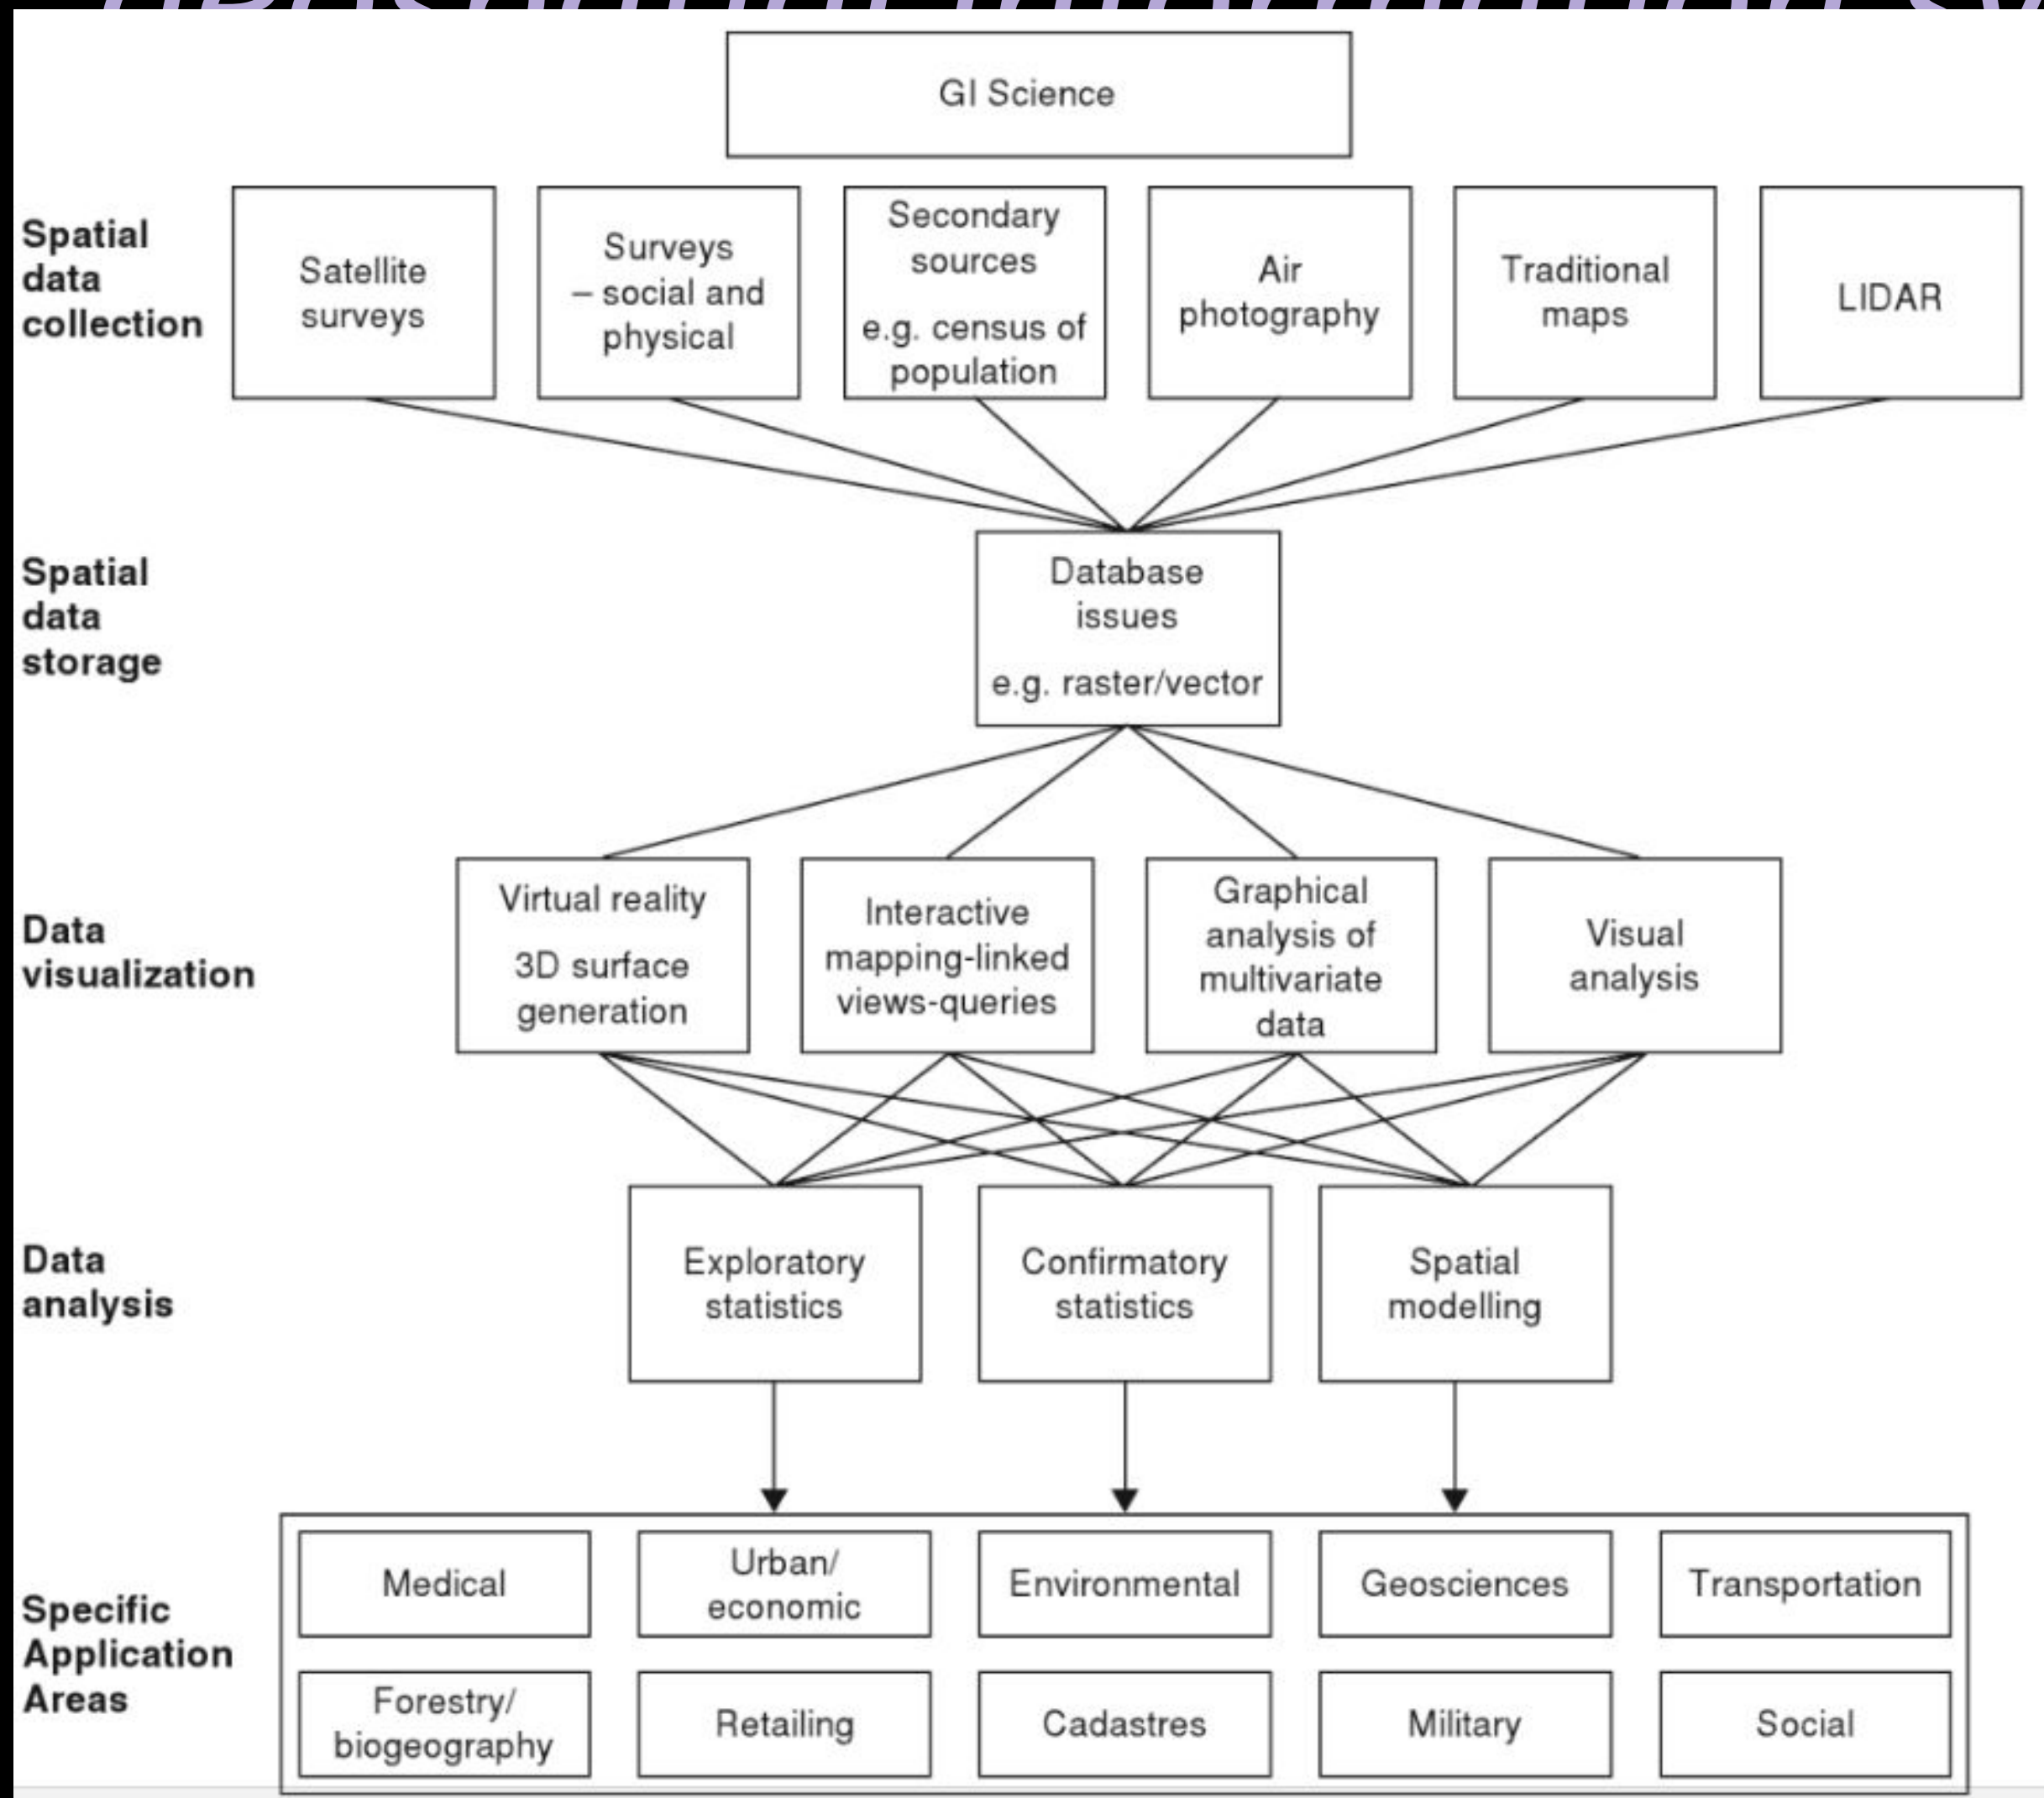 GI Science
Spatial
data
collection
Satellite
surveys
Surveys
– social and
physical
Secondary
sources
e.g. census of
population
Air
photography
Traditional
maps
LIDAR
Spatial
data
storage
Database
issues
e.g. raster/vector
Data
visualization
Virtual reality
3D surface
generation
Interactive
mapping-linked
views-queries
Graphical
analysis of
multivariate
data
Visual
analysis
Data
analysis
Exploratory
statistics
Confirmatory
statistics
Spatial
modelling
Specific
Application
Areas
Medical
Urban/
economic
Environmental
Geosciences
Transportation
Forestry/
biogeography
Retailing
Cadastres
Military
Social